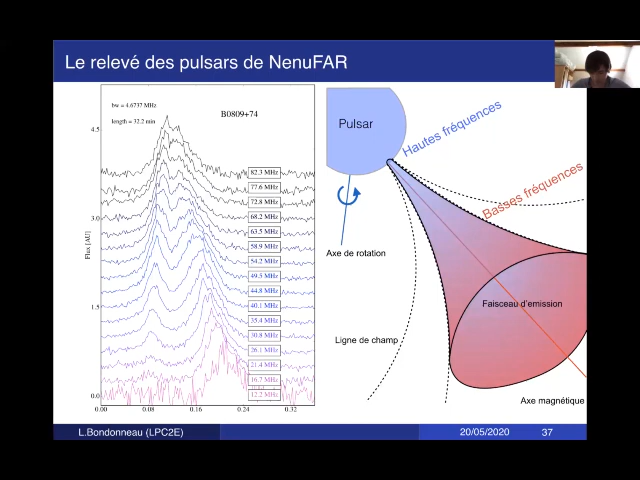 Le relevé des pulsars de NenuFAR
bw = 4.6737 MHz
length = 32.2 min
B0809+74
4.5
3.0
1.5
0.0
Flux [AU]
82.3 MHz
77.6 MHz
72.8 MHz
68.2 MHz
63.5 MHz
58.9 MHz
54.2 MHz
49.5 MHz
44.8 MHz
40.1 MHz
35.4 MHz
30.8 MHz
26.1 MHz
21.4 MHz
16.7 MHz
12.2 MHz
0.00 0.08 0.16 0.24 0.32
Pulsar
Hautes fréquences
Basses fréquences
Axe de rotation
Faisceau d'emission
Ligne de champ
Axe magnétique
L.Bondonneau (LPC2E) 20/05/2020 37